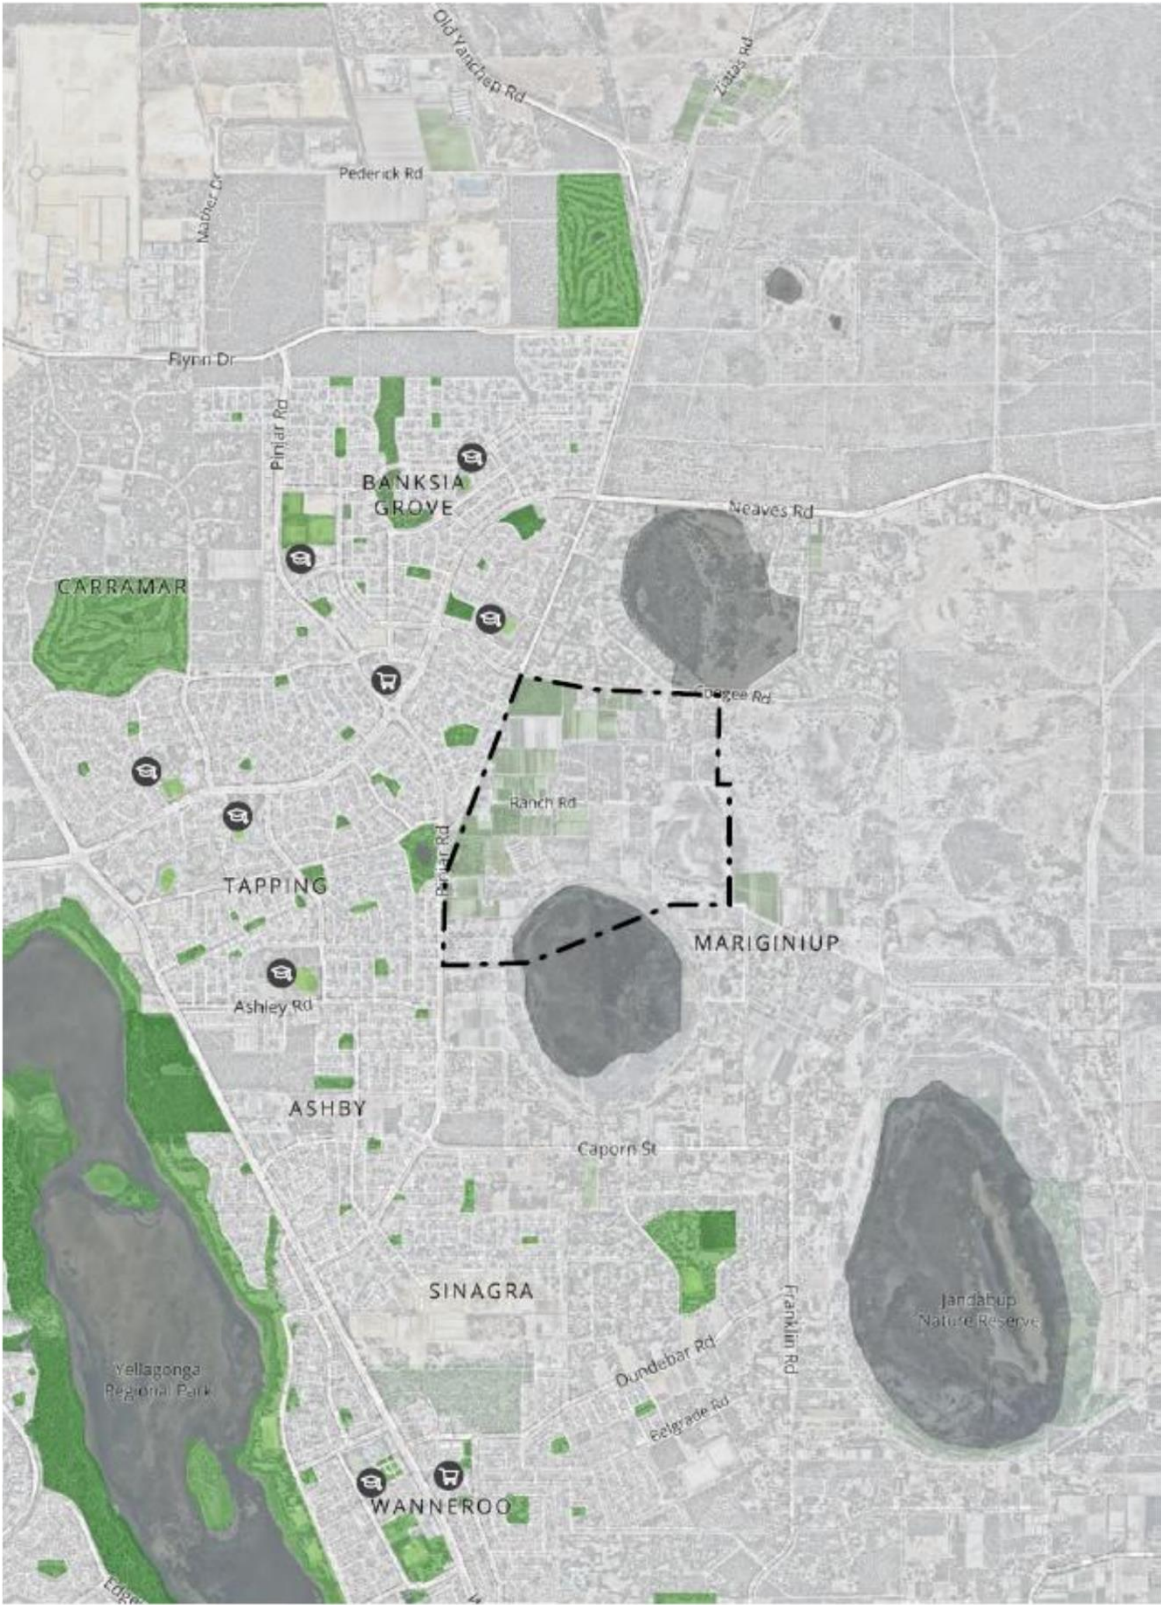 Old Yanchep Rd
Ziatas Rd
Pederick Rd
Mather Dr
Flynn Dr
Pinjar Rd
BANKSIA
GROVE
Neaves Rd
CARRAMAR
Coogee Rd
Ranch Rd
Pinjar Rd
TAPPING
MARIGINIUP
Ashley Rd
ASHBY
Caporn St
SINAGRA
Franklin Rd
Jandabup
Nature Reserve
Dundebar Rd
Yellagonga
Regional Park
Belgrade Rd
WANNEROO